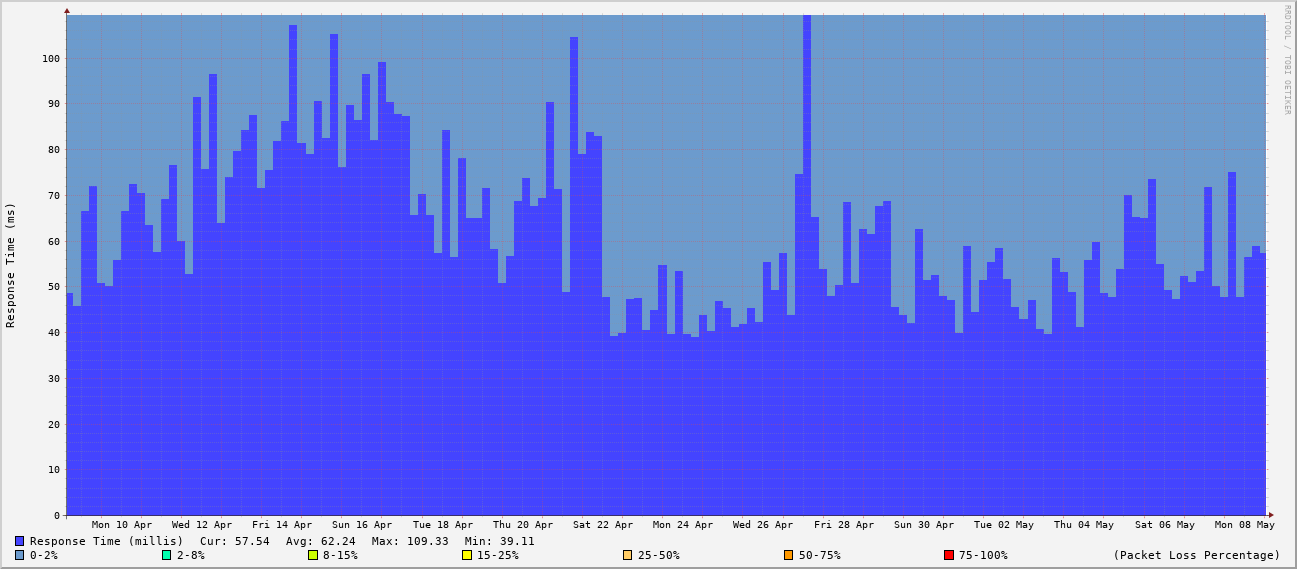 RRDTOOL / TOBI OETIKER
Response Time (ms)
100
90
80
70
60
50
40
30
20
10
0
Mon 10 Apr Wed 12 Apr Fri 14 Apr Sun 16 Apr Tue 18 Apr Thu 20 Apr Sat 22 Apr Mon 24 Apr Wed 26 Apr Fri 28 Apr Sun 30 Apr Tue 02 May Thu 04 May Sat 06 May Mon 08 May
Response Time (millis) Cur: 57.54 Avg: 62.24 Max: 109.33 Min: 39.11
0-2% 2-8% 8-15% 15-25% 25-50% 50-75% 75-100% (Packet Loss Percentage)